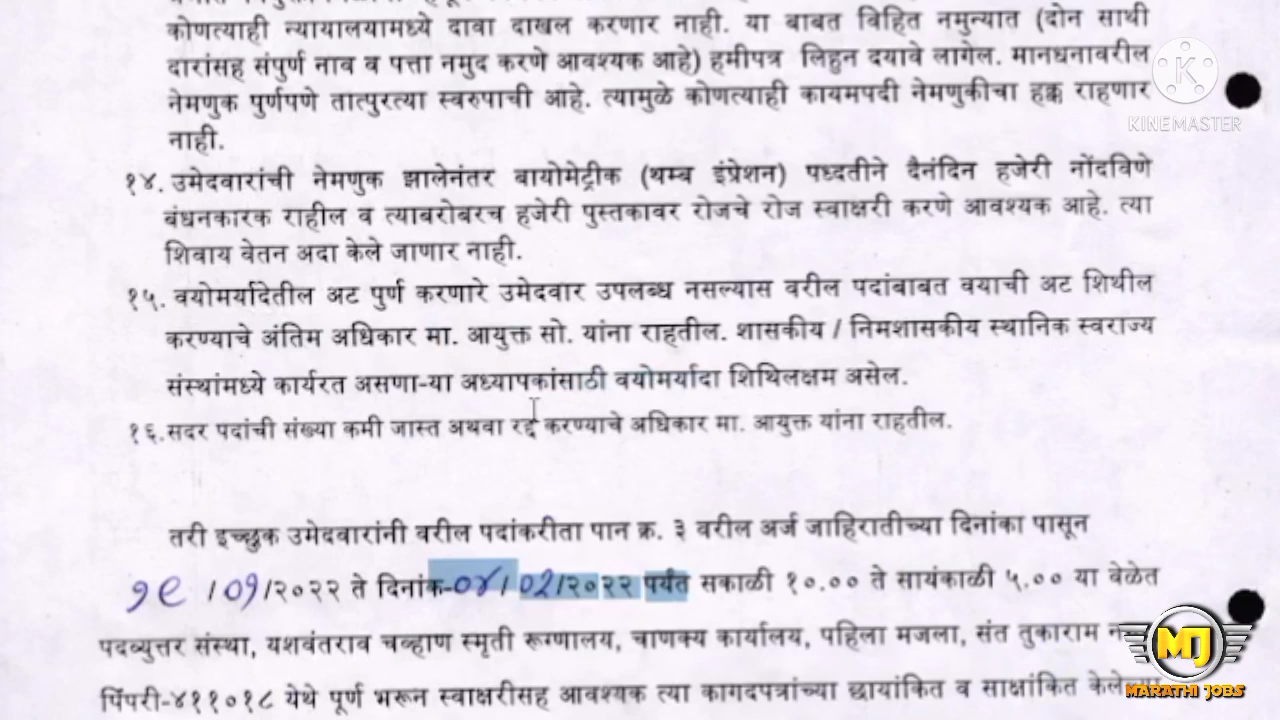 कोणत्याही न्यायालयामध्ये दावा दाखल करणार नाही. या बाबत विहित नमुन्यात (दोन साथी
दारांसह संपुर्ण नाव व पत्ता नमुद करणे आवश्यक आहे) हमीपत्र लिहुन दयावे लागेल. मानधनावरील
नेमणुक पुर्णपणे तात्पुरत्या स्वरुपाची आहे. त्यामुळे कोणत्याही कायमपदी नेमणुकीचा हक्क राहणार
नाही.
१४. उमेदवारांची नेमणुक झालेनंतर बायोमेट्रीक (थम्ब इंप्रेशन) पध्दतीने दैनंदिन हजेरी नोंदविणे
बंधनकारक राहील व त्याबरोबरच हजेरी पुस्तकावर रोजचे रोज स्वाक्षरी करणे आवश्यक आहे. त्या
शिवाय वेतन अदा केले जाणार नाही.
१५. वयोमर्यादेतील अट पुर्ण करणारे उमेदवार उपलब्ध नसल्यास वरील पदांबाबत वयाची अट शिथील
करण्याचे अंतिम अधिकार मा. आयुक्त सो. यांना राहतील. शासकीय / निमशासकीय स्थानिक स्वराज्य
संस्थांमध्ये कार्यरत असणा-या अध्यापकांसाठी वयोमर्यादा शिथिलक्षम असेल.
१६. सदर पदांची संख्या कमी जास्त अथवा रद्द करण्याचे अधिकार मा. आयुक्त यांना राहतील.
तरी इच्छुक उमेदवारांनी वरील पदांकरीता पान क्र. ३ वरील अर्ज जाहिरातीच्या दिनांका पासून
१९ / ०१ /२०२२ ते दिनांक-०४/ ०२/२०२२ पर्यंत सकाळी १०.०० ते सायंकाळी ५.०० या वेळेत
पदव्युत्तर संस्था, यशवंतराव चव्हाण स्मृती रूग्णालय, चाणक्य कार्यालय, पहिला मजला, संत तुकाराम
पिंपरी-४११०१८ येथे पूर्ण भरून स्वाक्षरीसह आवश्यक त्या कागदपत्रांच्या छायांकित व साक्षांकित केलेल्या
K
KINEMASTER
MJ
MARATHI JOBS